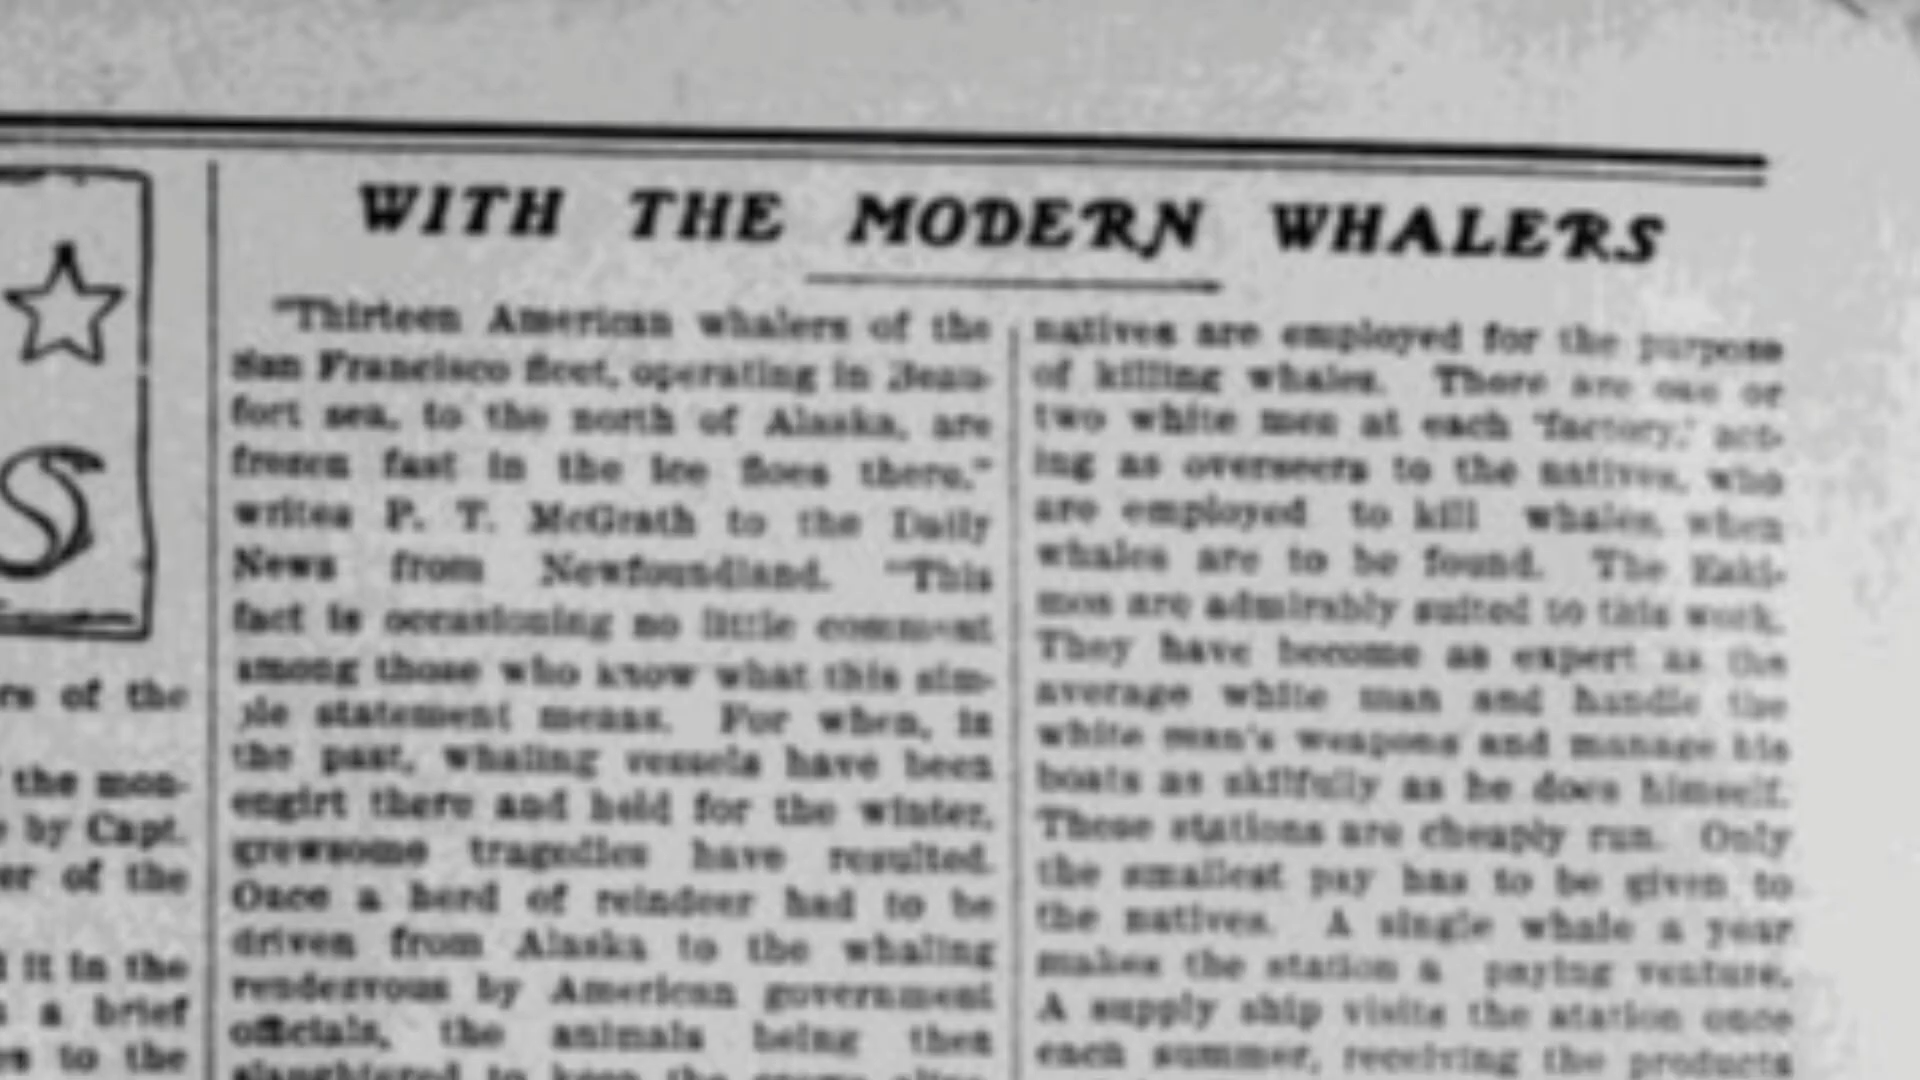 S
rs of the
the mon-
by Capt.
er of the
it in the
a brief
es to the
WITH THE MODERN WHALERS
"Thirteen American whalers of the
San Francisco fleet, operating in Beau-
fort sea, to the north of Alaska, are
frozen fast in the ice floes there,"
writes P. T. McGrath to the Daily
News from Newfoundland. "This
fact is occasioning no little comment
among those who know what this sim-
ple statement means. For when, in
the past, whaling vessels have been
engirt there and held for the winter,
grewsome tragedies have resulted.
Once a herd of reindeer had to be
driven from Alaska to the whaling
rendezvous by American government
officials, the animals being then
slaughtered to keep the crews alive
natives are employed for the purpose
of killing whales. There are one or
two white men at each 'factory,' act-
ing as overseers to the natives, who
are employed to kill whales, when
whales are to be found. The Eski-
mos are admirably suited to this work.
They have become as expert as the
average white man and handle the
white man's weapons and manage his
boats as skilfully as he does himself.
These stations are cheaply run. Only
the smallest pay has to be given to
the natives. A single whale a year
makes the station a paying venture.
A supply ship visits the station once
each summer, receiving the products